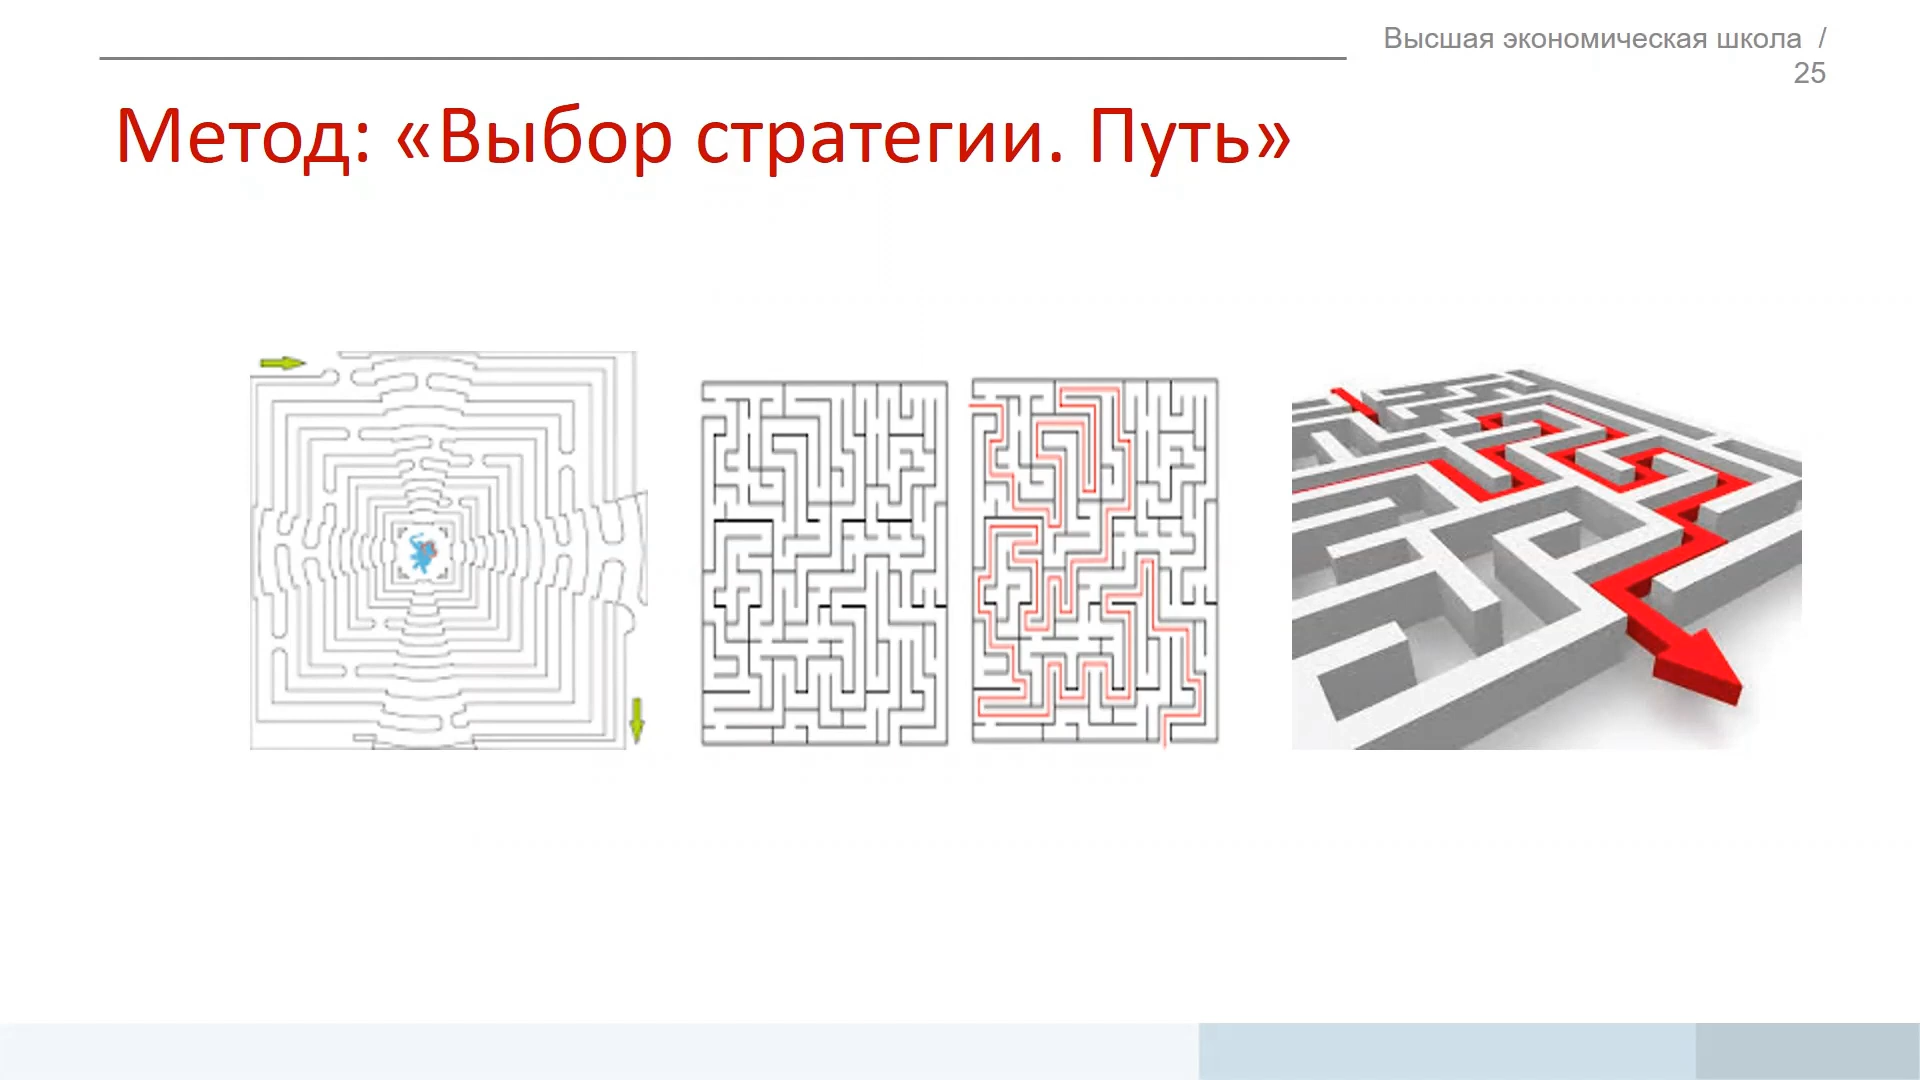 Высшая экономическая школа /
25
Метод: «Выбор стратегии. Путь»